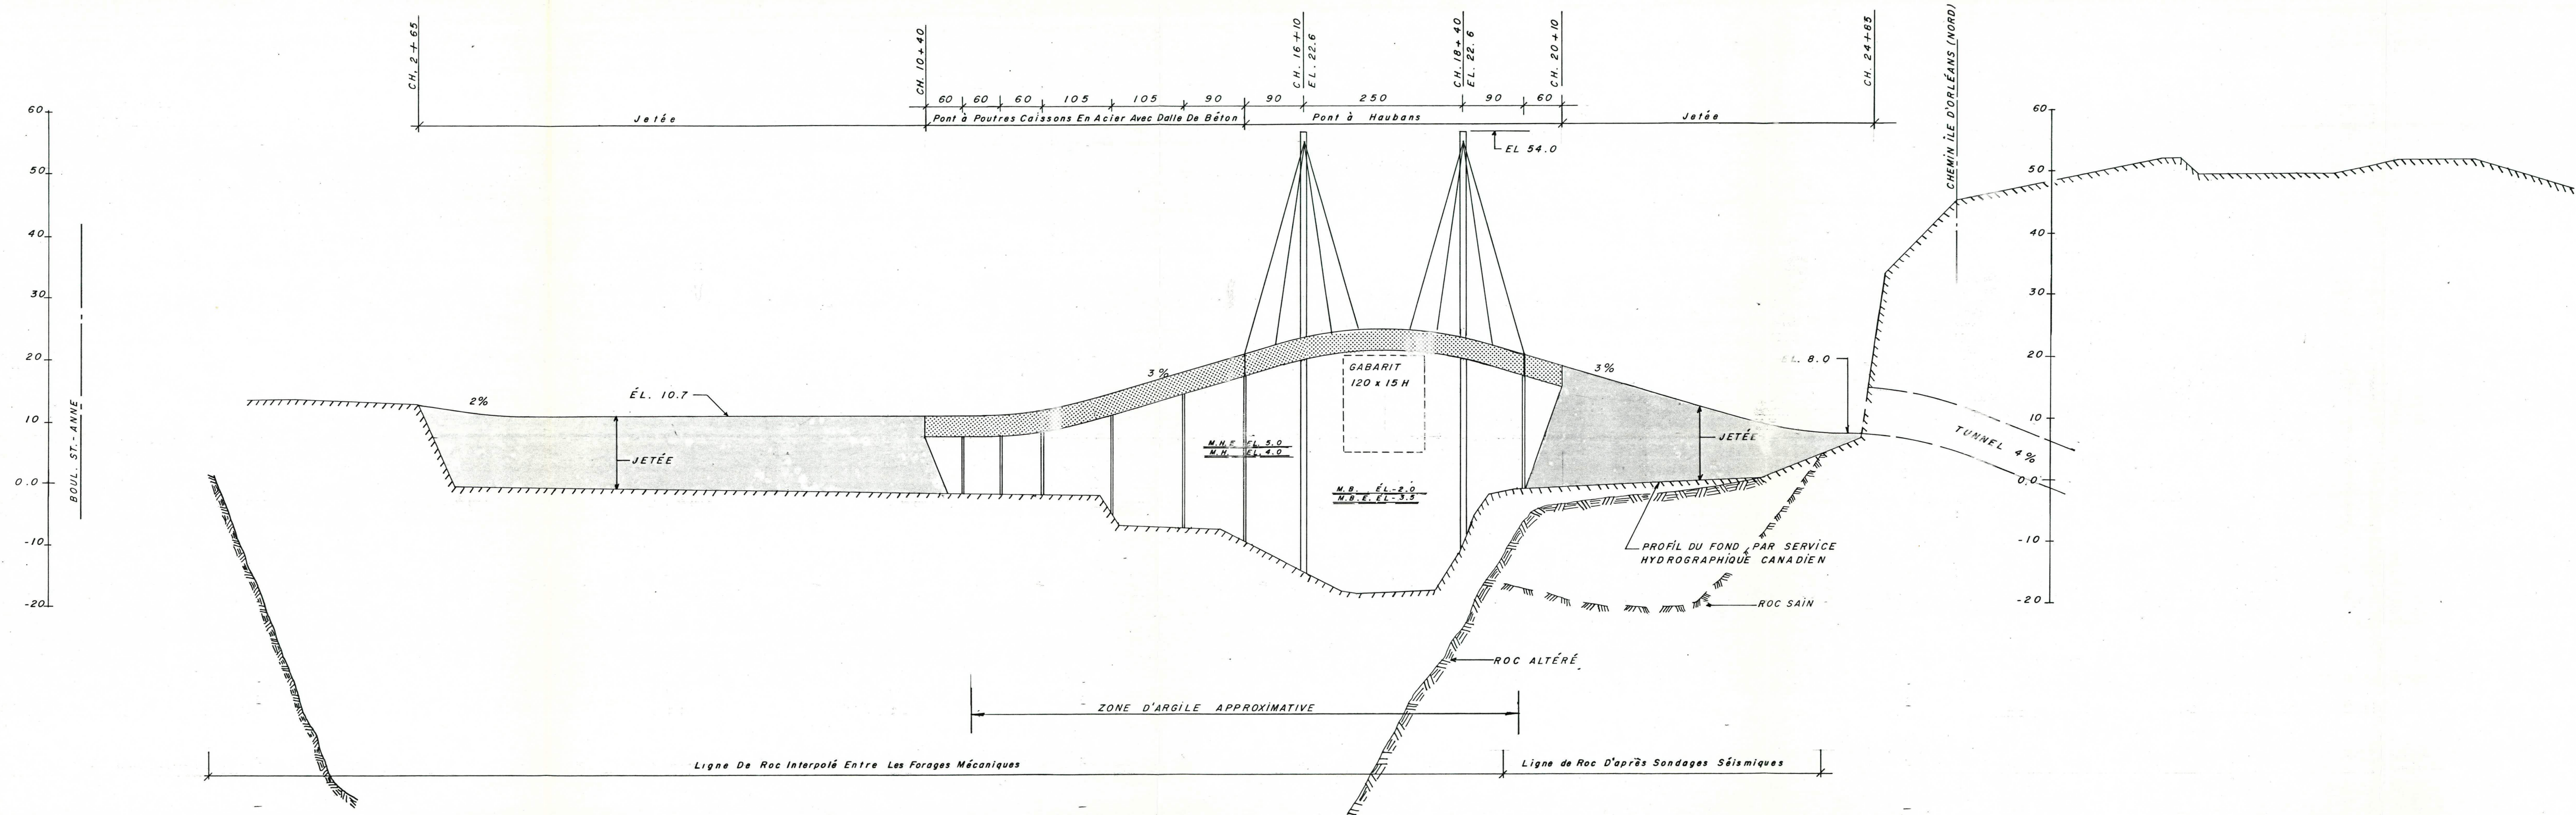 CH. 2+65
CH. 10+40
CH. 16+10
EL. 22.6
CH. 18+40
EL. 22.6
CH. 20+10
CH. 24+85
CHEMIN ILE D'ORLÉANS (NORD)
60 60 60 105 105 90 90 250 90 60
Jetée
Pont à Poutres Caissons En Acier Avec Dalle De Béton
Pont à Haubans
Jetée
EL 54.0
60
50
40
30
20
10
0.0
-10
-20
BOUL. ST.-ANNE
2%
ÉL. 10.7
JETÉE
3%
GABARIT
120 x 15 H
M.H.E. EL. 5.0
M.H. EL. 4.0
M.B. ÉL.-2.0
M.B.E. ÉL-3.5
3%
EL. 8.0
JETÉE
TUNNEL 4%
60
50
40
30
20
10
0.0
-10
-20
PROFIL DU FOND, PAR SERVICE
HYDROGRAPHIQUE CANADIEN
ROC SAIN
ROC ALTÉRÉ
ZONE D'ARGILE APPROXIMATIVE
Ligne De Roc Interpolé Entre Les Forages Mécaniques
Ligne de Roc D'après Sondages Séismiques